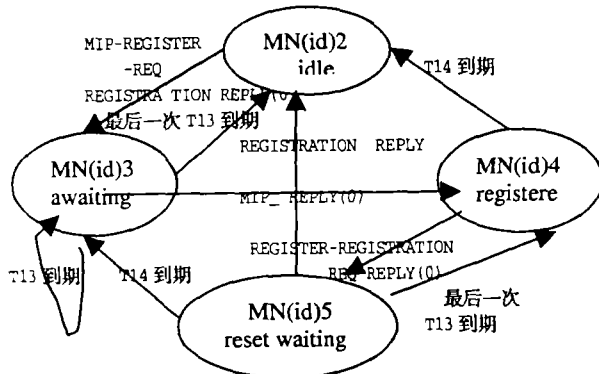 MN(id)2
idle
MIP-REGISTER
-REQ
REGISTRA TION REPLY(0)
最后一次 T13 到期
T14 到期
REGISTRATION REPLY
MN(id)3
awaiting
MN(id)4
registere
MIP_ REPLY(0)
REGISTER-REGISTRATION
REQ-REPLY(0)
T13 到期
T14 到期
MN(id)5
reset waiting
最后一次
T13 到期